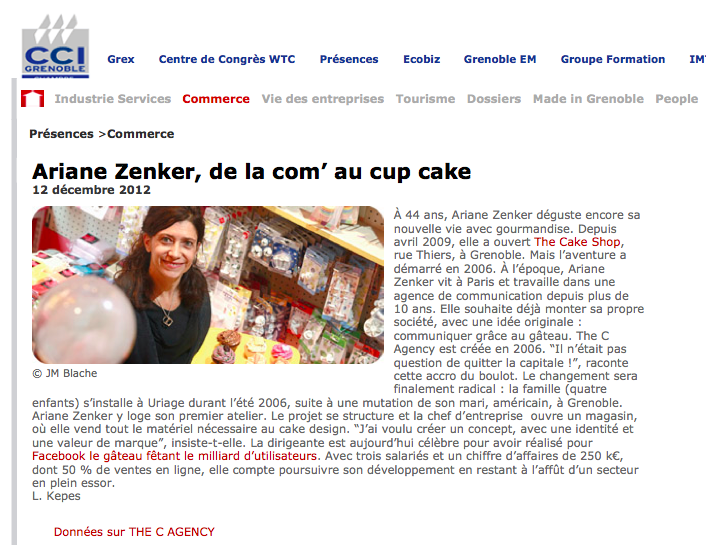 CCI
GRENOBLE
Grex Centre de Congrès WTC Présences Ecobiz Grenoble EM Groupe Formation IMT
Industrie Services Commerce Vie des entreprises Tourisme Dossiers Made in Grenoble People
Présences >Commerce
Ariane Zenker, de la com’ au cup cake
12 décembre 2012
À 44 ans, Ariane Zenker déguste encore sa
nouvelle vie avec gourmandise. Depuis
avril 2009, elle a ouvert The Cake Shop,
rue Thiers, à Grenoble. Mais l’aventure a
démarré en 2006. À l’époque, Ariane
Zenker vit à Paris et travaille dans une
agence de communication depuis plus de
10 ans. Elle souhaite déjà monter sa propre
société, avec une idée originale :
communiquer grâce au gâteau. The C
Agency est créée en 2006. “Il n’était pas
question de quitter la capitale !”, raconte
cette accro du boulot. Le changement sera
finalement radical : la famille (quatre
© JM Blache
enfants) s’installe à Uriage durant l’été 2006, suite à une mutation de son mari, américain, à Grenoble.
Ariane Zenker y loge son premier atelier. Le projet se structure et la chef d’entreprise ouvre un magasin,
où elle vend tout le matériel nécessaire au cake design. “J’ai voulu créer un concept, avec une identité et
une valeur de marque”, insiste-t-elle. La dirigeante est aujourd’hui célèbre pour avoir réalisé pour
Facebook le gâteau fêtant le milliard d’utilisateurs. Avec trois salariés et un chiffre d’affaires de 250 k€,
dont 50 % de ventes en ligne, elle compte poursuivre son développement en restant à l’affût d’un secteur
en plein essor.
L. Kepes
Données sur THE C AGENCY